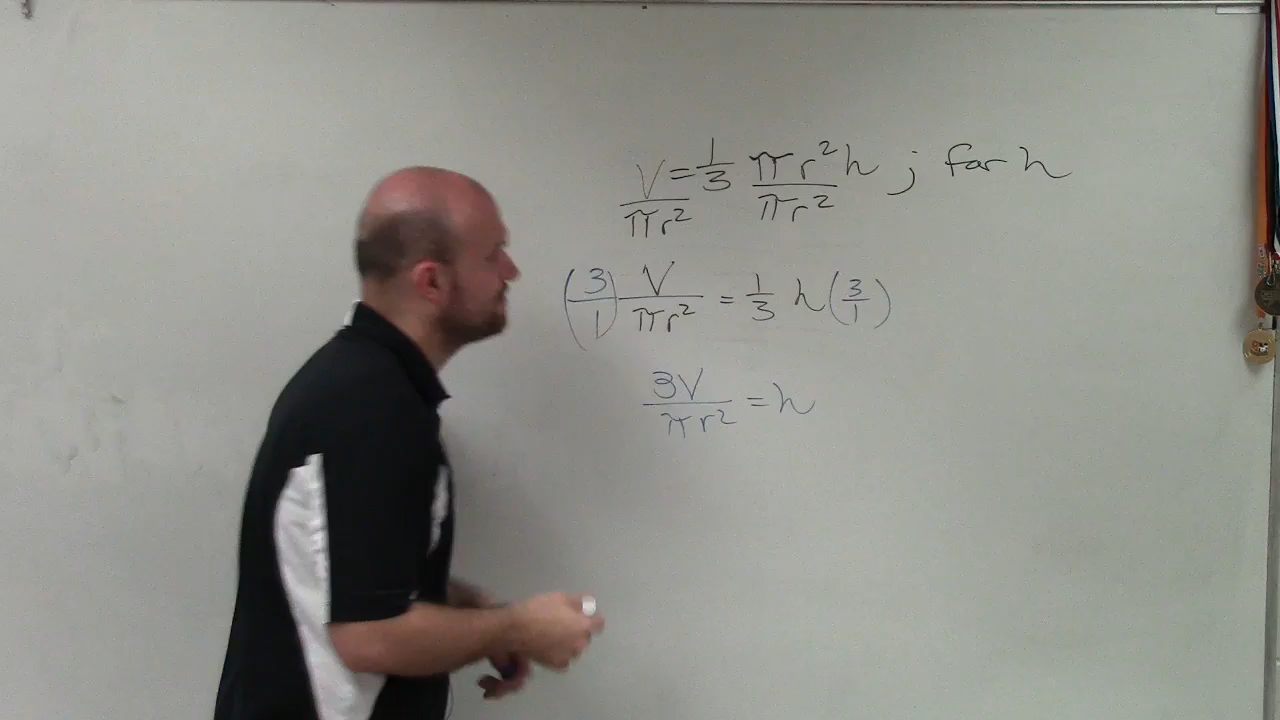 V/πr² = 1/3 πr²h/πr² ; for h
(3/1) V/πr² = 1/3 h (3/1)
3V/πr² = h